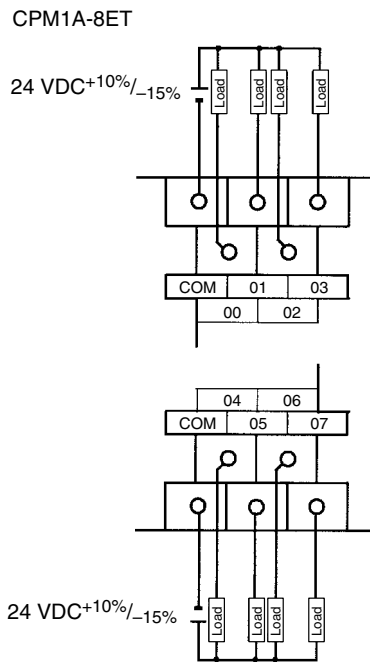 CPM1A-8ET
24 VDC+10%/–15%
Load Load Load Load
COM 01 03
00 02
04 06
COM 05 07
24 VDC+10%/–15%
Load Load Load Load